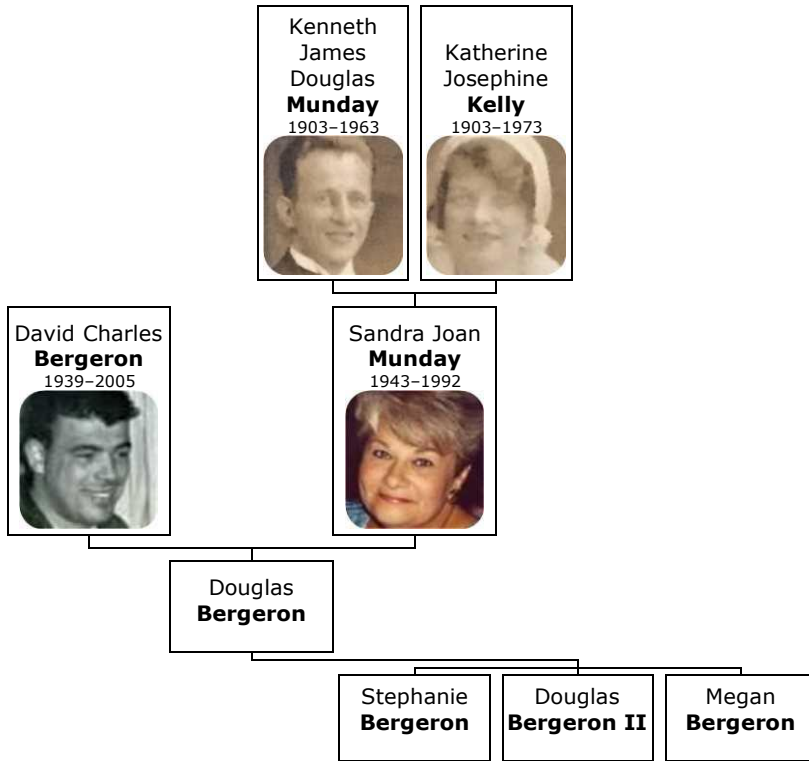 Kenneth
James
Douglas
Munday
1903–1963
Katherine
Josephine
Kelly
1903–1973
David Charles
Bergeron
1939–2005
Sandra Joan
Munday
1943–1992
Douglas
Bergeron
Stephanie
Bergeron
Douglas
Bergeron II
Megan
Bergeron